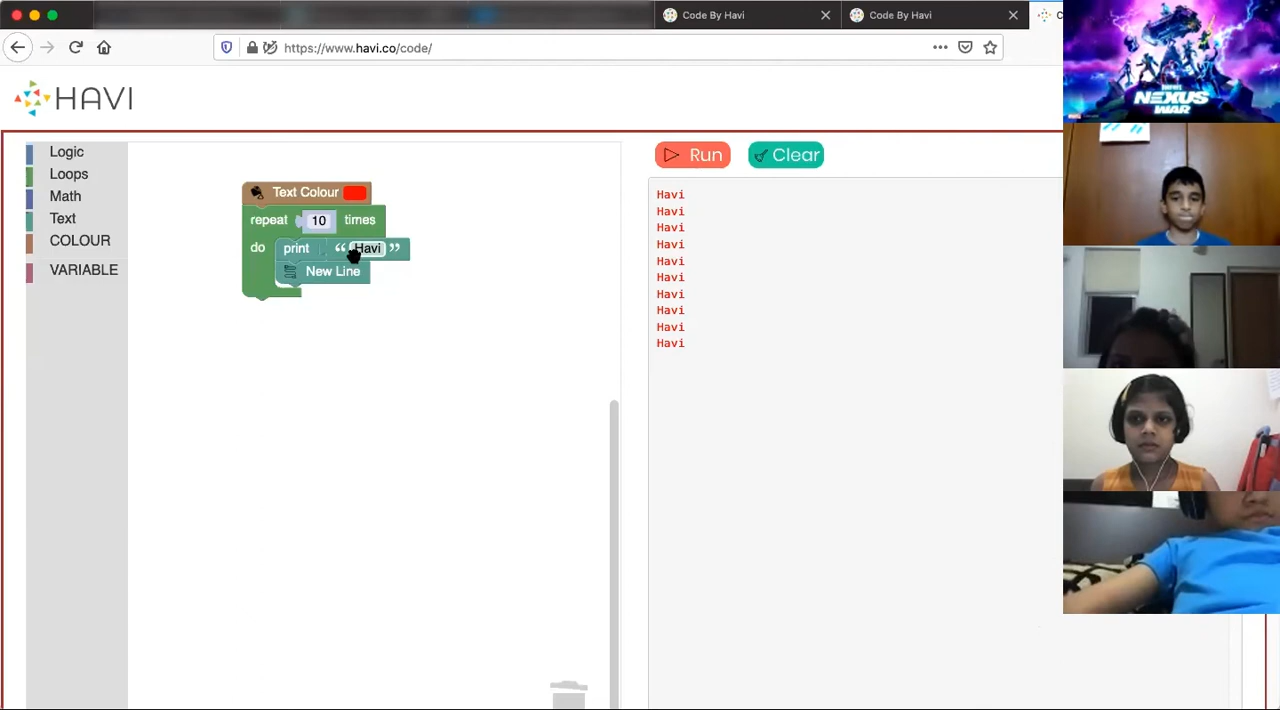 Code By Havi
Code By Havi
C
https://www.havi.co/code/
HAVI
Logic
Loops
Math
Text
COLOUR
VARIABLE
Text Colour
repeat 10 times
do print “ Havi ”
New Line
Run
Clear
Havi
Havi
Havi
Havi
Havi
Havi
Havi
Havi
Havi
Havi
NEXUS
WAR